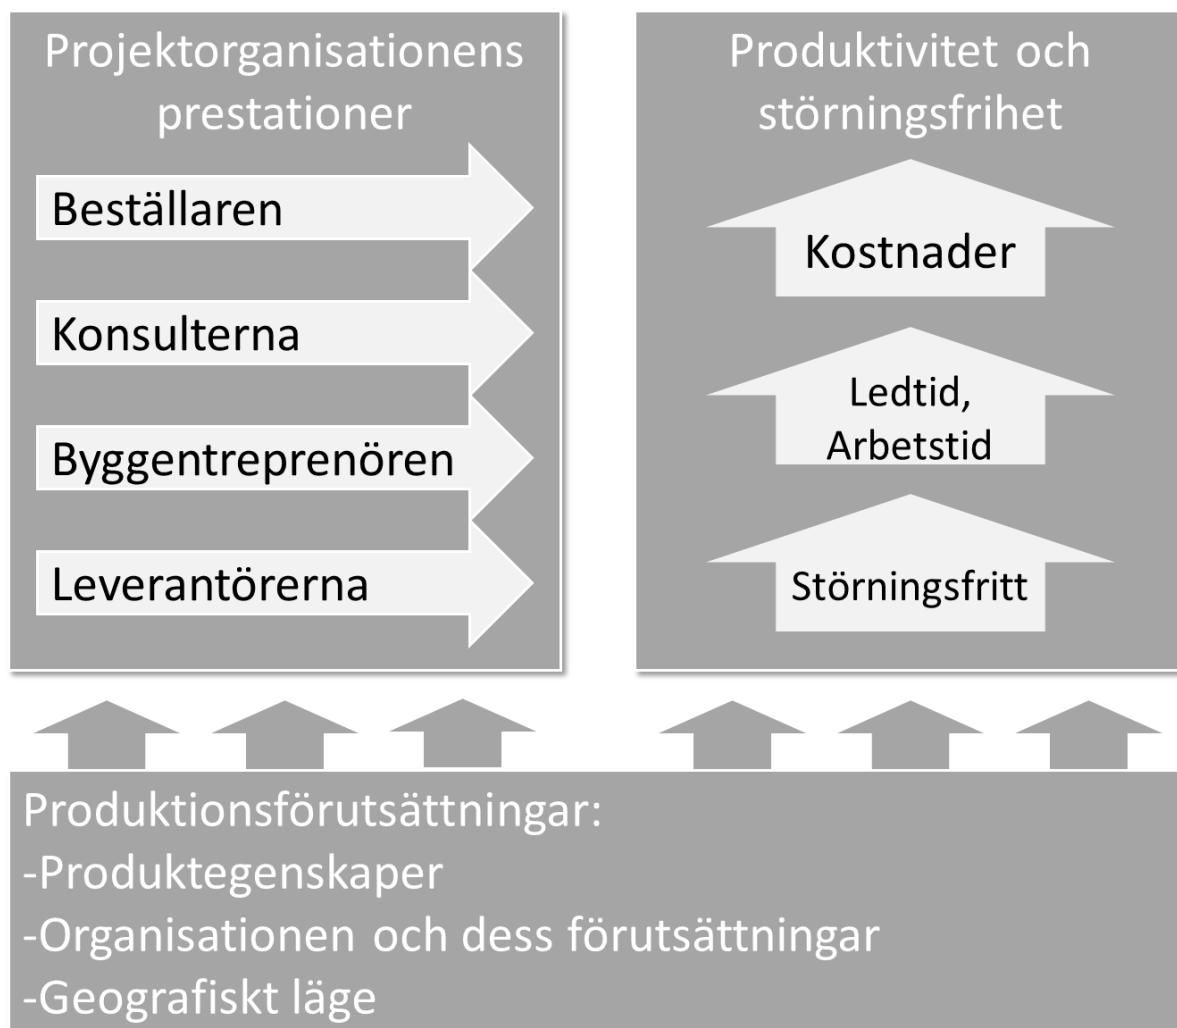 Projektorganisationens
prestationer
Beställaren
Konsulterna
Byggentreprenören
Leverantörerna
Produktivitet och
störningsfrihet
Kostnader
Ledtid,
Arbetstid
Störningsfritt
Produktionsförutsättningar:
-Produktegenskaper
-Organisationen och dess förutsättningar
-Geografiskt läge